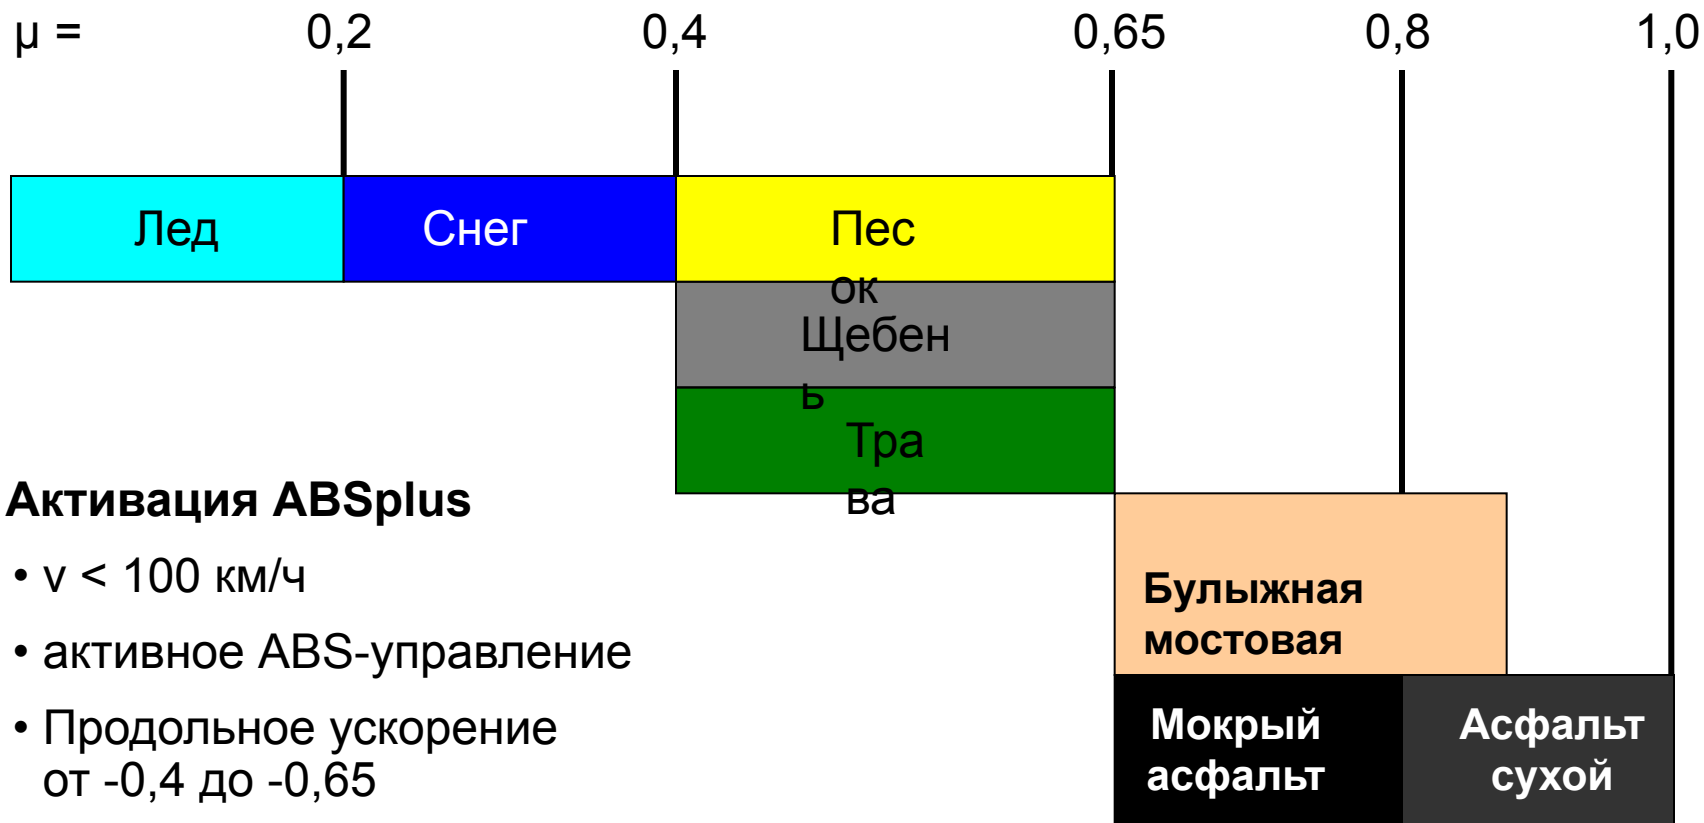 μ = 0,2 0,4 0,65 0,8 1,0
Лед Снег Пес
ок
Щебен
ь
Тра
ва
Активация ABSplus
• v < 100 км/ч
• активное ABS-управление
• Продольное ускорение
от -0,4 до -0,65
Булыжная
мостовая
Мокрый
асфальт
Асфальт
сухой